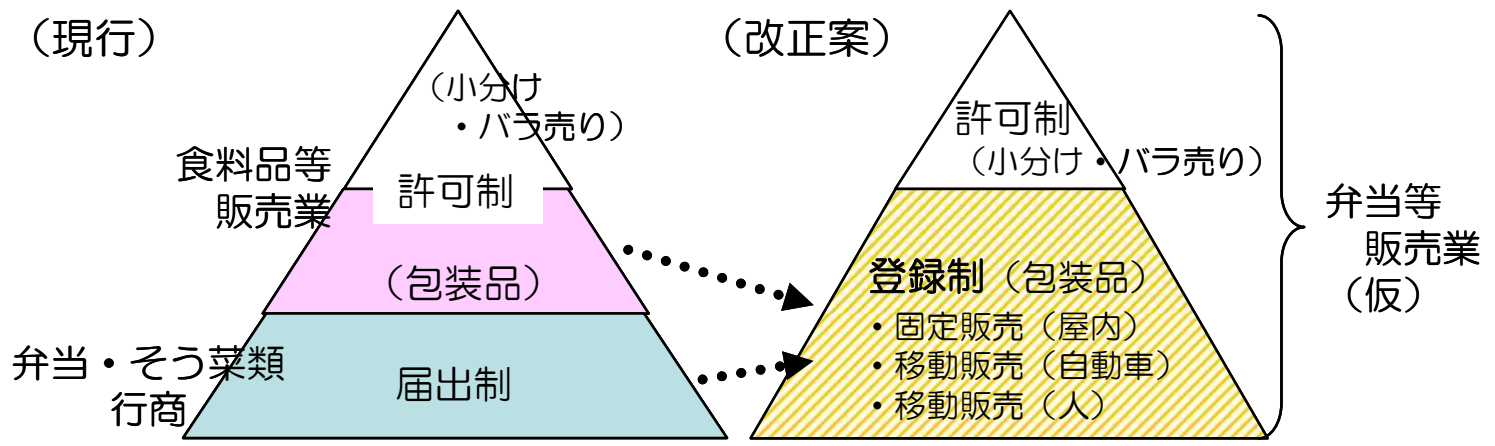 （現行）
（小分け
・バラ売り）
食料品等
販売業
許可制
（包装品）
弁当・そう菜類
行商
届出制
（改正案）
許可制
（小分け・バラ売り）
登録制（包装品）
・固定販売（屋内）
・移動販売（自動車）
・移動販売（人）
弁当等
販売業
（仮）